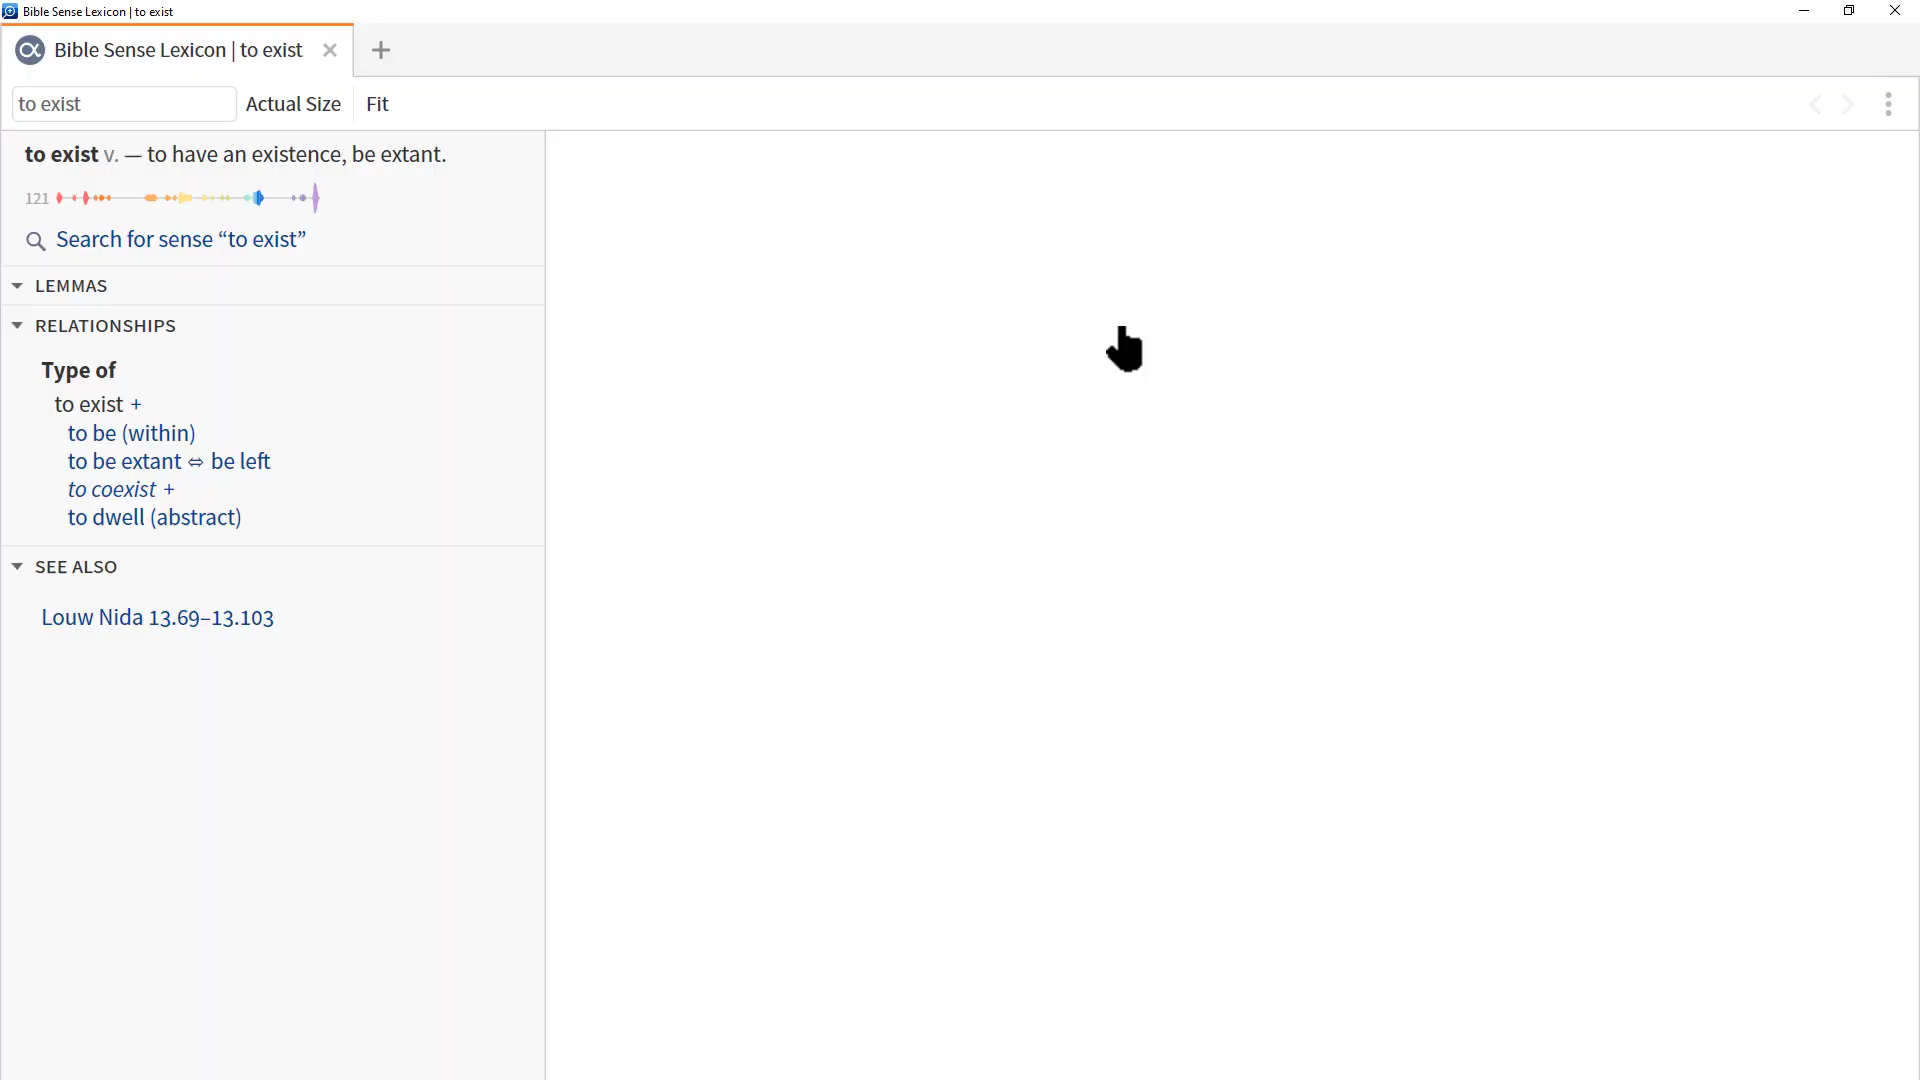 Bible Sense Lexicon | to exist
Bible Sense Lexicon | to exist
to exist Actual Size Fit
to exist v. — to have an existence, be extant.
121
Search for sense “to exist”
LEMMAS
RELATIONSHIPS
Type of
to exist +
to be (within)
to be extant ⇔ be left
to coexist +
to dwell (abstract)
SEE ALSO
Louw Nida 13.69–13.103